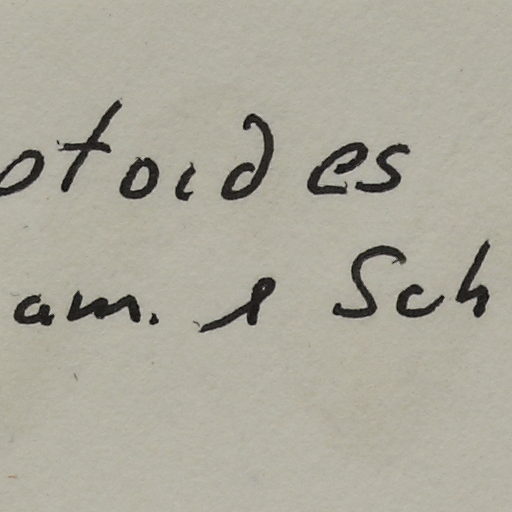 otoides
am. & Sch